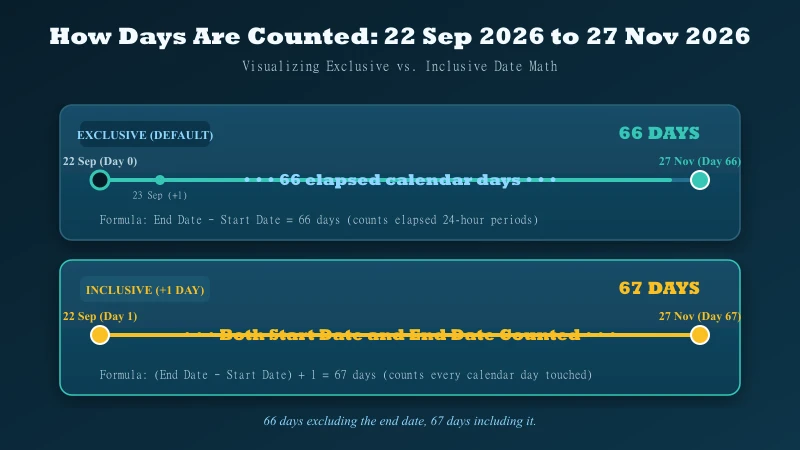 How Days Are Counted: 22 Sep 2026 to 27 Nov 2026
Visualizing Exclusive vs. Inclusive Date Math
EXCLUSIVE (DEFAULT)
66 DAYS
22 Sep (Day 0)
27 Nov (Day 66)
• • • 66 elapsed calendar days • • •
23 Sep (+1)
Formula: End Date − Start Date = 66 days (counts elapsed 24-hour periods)
INCLUSIVE (+1 DAY)
67 DAYS
22 Sep (Day 1)
27 Nov (Day 67)
• • • Both Start Date and End Date Counted • • •
Formula: (End Date − Start Date) + 1 = 67 days (counts every calendar day touched)
66 days excluding the end date, 67 days including it.